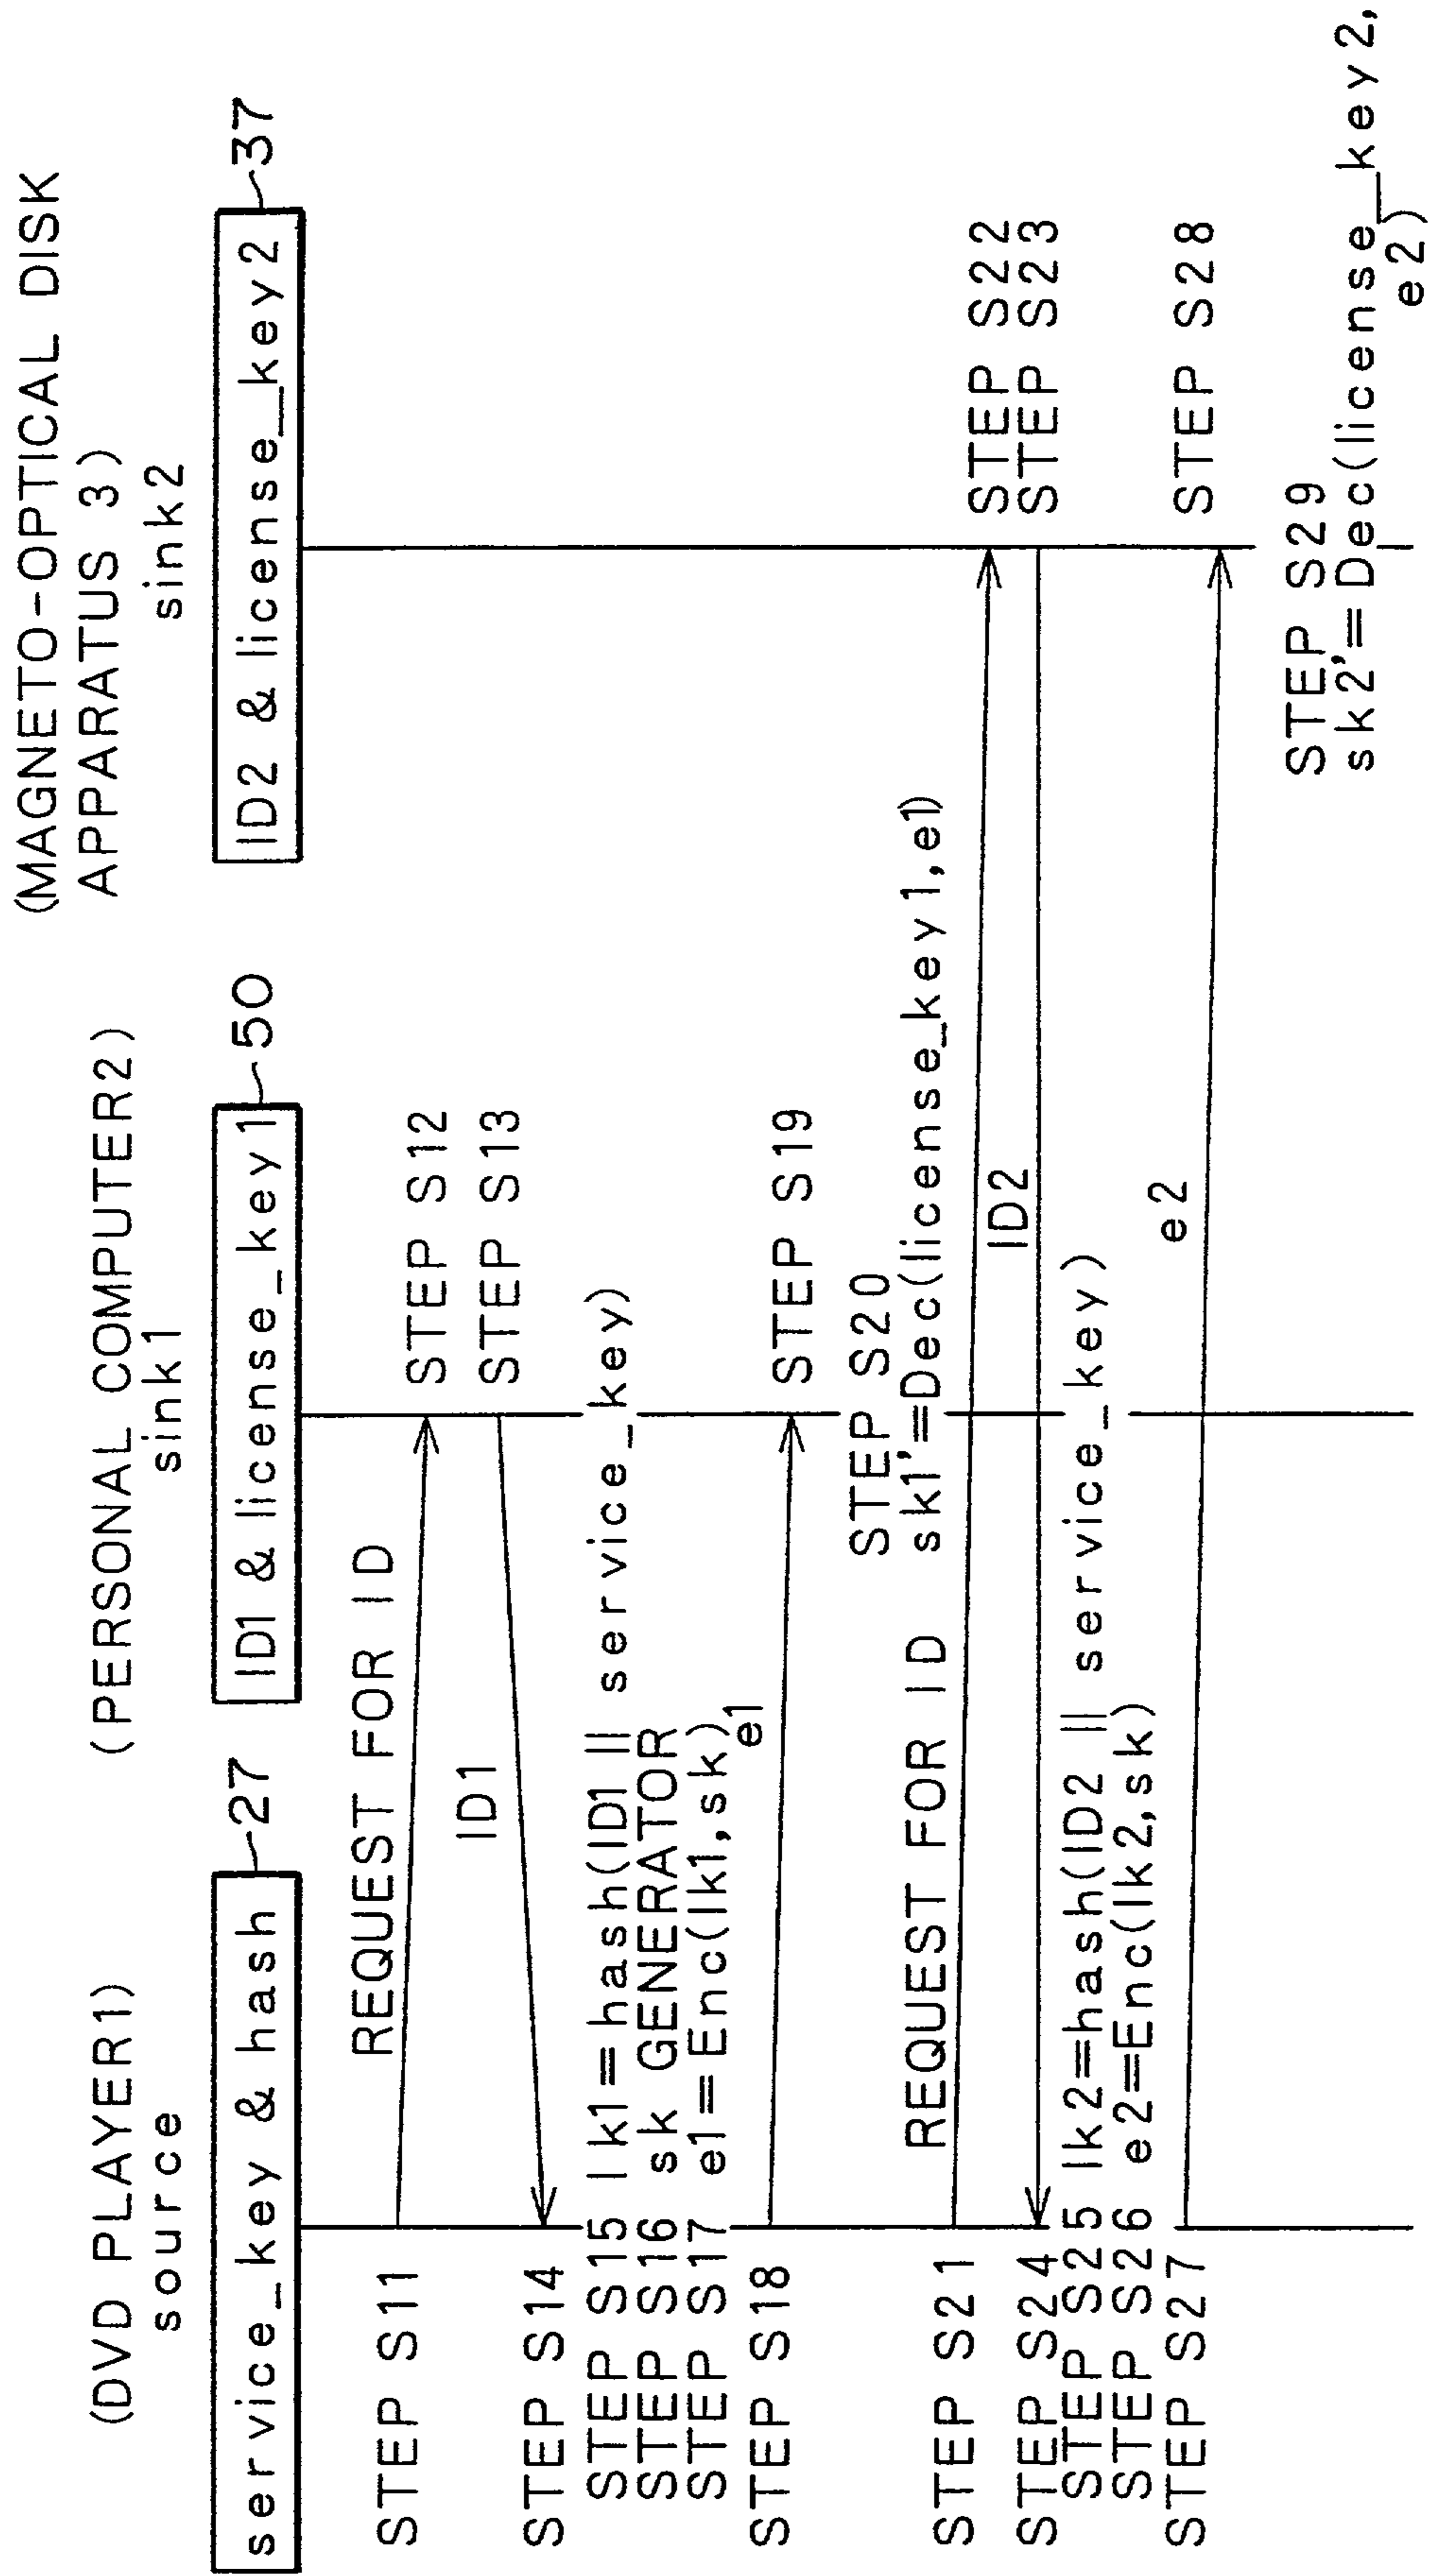 (DVD PLAYER1)
source
(PERSONAL COMPUTER2)
sink1
(MAGNETO-OPTICAL DISK
APPARATUS 3)
sink2
service_key & hash
27
ID1 & license_key1
50
ID2 & license_key2
37
STEP S11
REQUEST FOR ID
STEP S12
ID1
STEP S13
STEP S14
STEP S15 lk1=hash(ID1 || service_key)
STEP S16 sk GENERATOR
STEP S17 e1=Enc(lk1,sk)
STEP S18
e1
STEP S19
STEP S20
sk1'=Dec(license_key1,e1)
STEP S21
REQUEST FOR ID
STEP S22
ID2
STEP S23
STEP S24
STEP S25 lk2=hash(ID2 || service_key)
STEP S26 e2=Enc(lk2,sk)
STEP S27
e2
STEP S28
STEP S29
sk2'=Dec(license_key2,
e2)